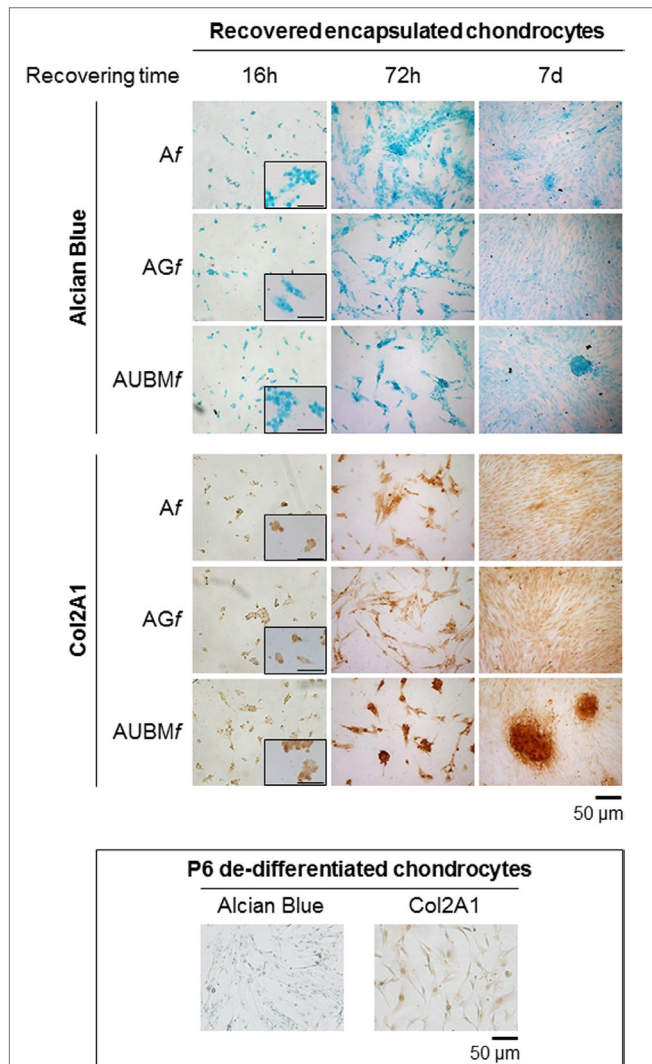 Recovered encapsulated chondrocytes
Recovering time 16h 72h 7d
Alcian Blue
Af
AGf
AUBMf
Col2A1
Af
AGf
AUBMf
50 µm
P6 de-differentiated chondrocytes
Alcian Blue Col2A1
50 µm